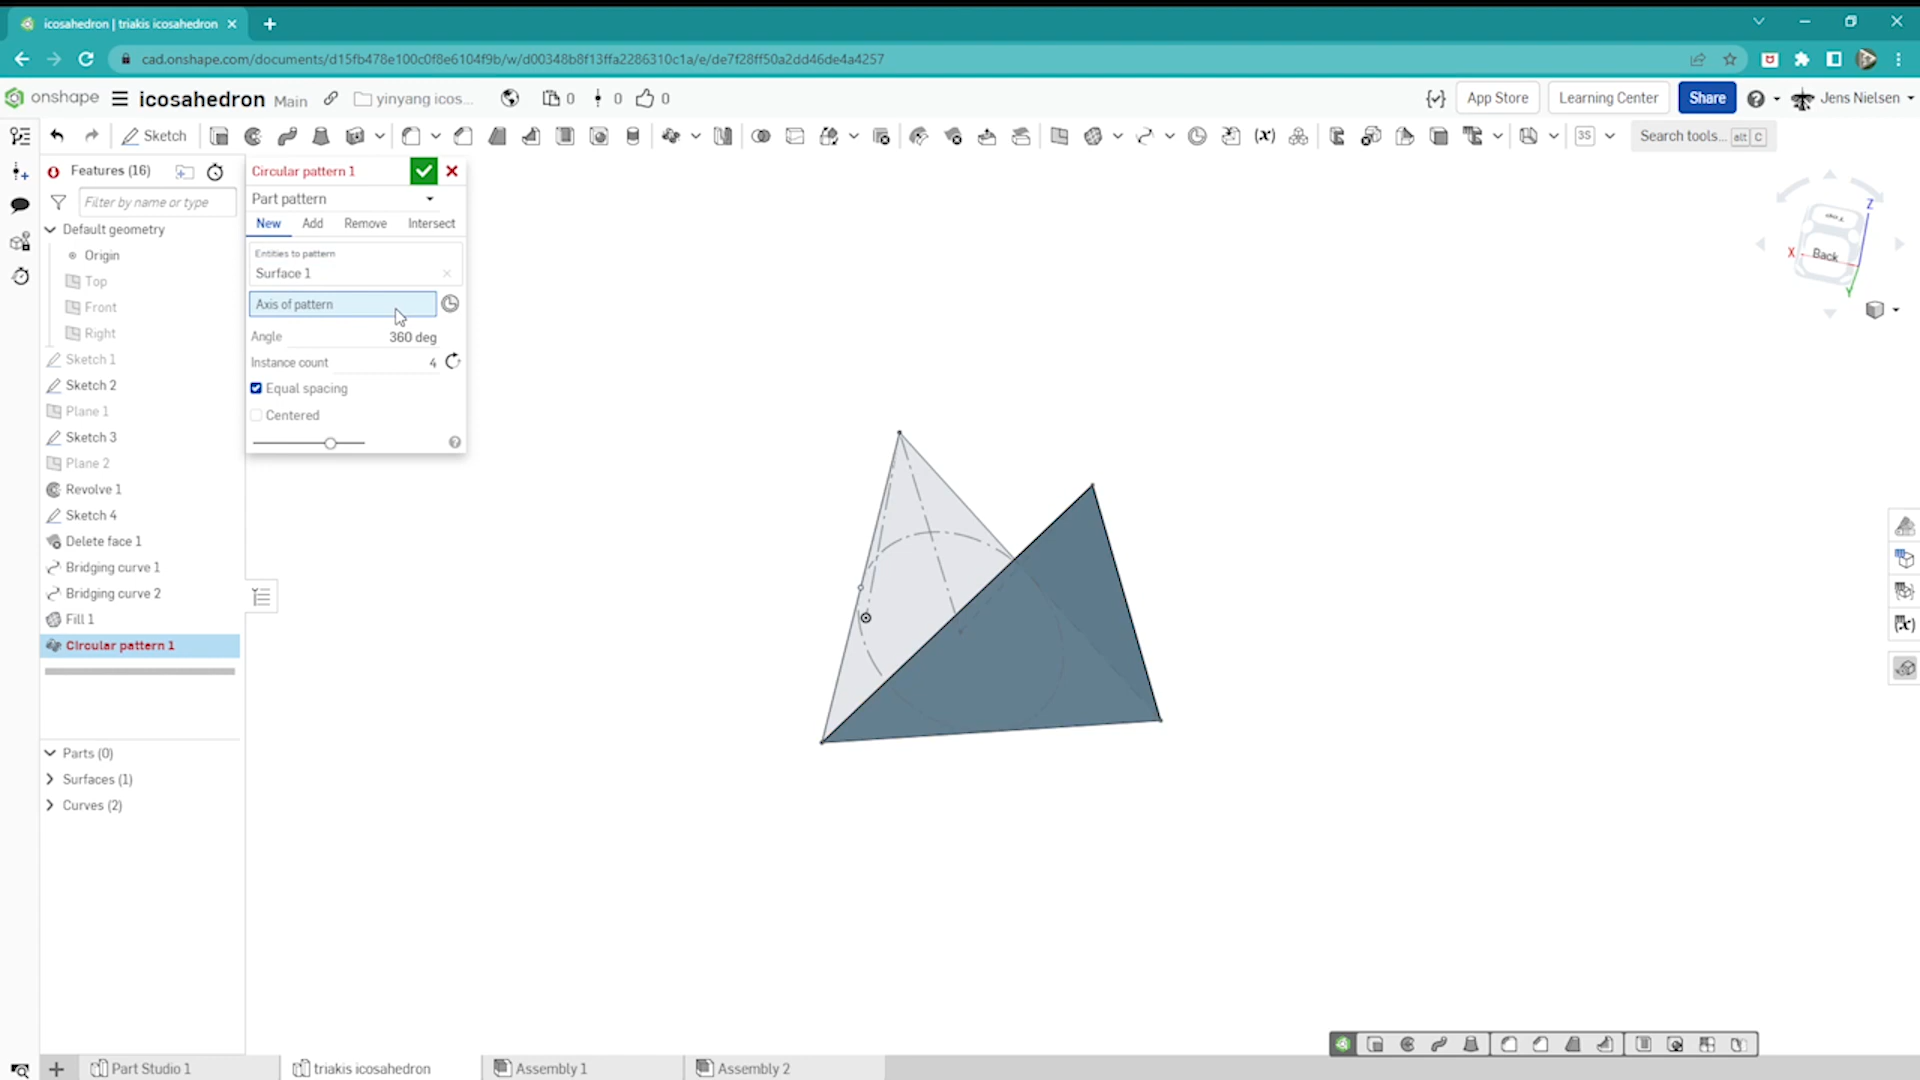 icosahedron | triakis icosahedron
cad.onshape.com/documents/d15fb478e100c0f8e6104f9b/w/d00348b8f13ffa2286310c1a/e/de7f28ff50a2dd46de4a4257
onshape icosahedron Main yinyang icos... 0 0 0 App Store Learning Center Share Jens Nielsen
Sketch 3S Search tools... alt C
Features (16)
Filter by name or type
Default geometry
Origin
Top
Front
Right
Sketch 1
Sketch 2
Plane 1
Sketch 3
Plane 2
Revolve 1
Sketch 4
Delete face 1
Bridging curve 1
Bridging curve 2
Fill 1
Circular pattern 1
Parts (0)
Surfaces (1)
Curves (2)
Circular pattern 1
Part pattern
New Add Remove Intersect
Entities to pattern
Surface 1
Axis of pattern
Angle 360 deg
Instance count 4
Equal spacing
Centered
Z
Top
X Back
Y
(x)
Part Studio 1 triakis icosahedron Assembly 1 Assembly 2